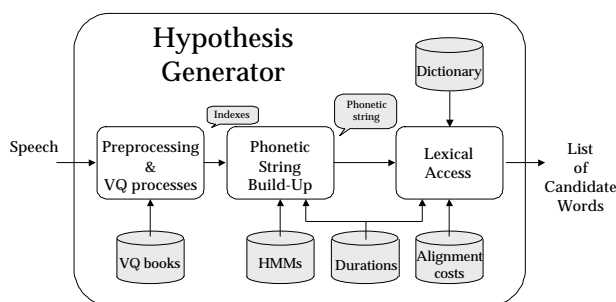 Hypothesis
Generator
Dictionary
Indexes
Phonetic
string
Speech
Preprocessing
&
VQ processes
Phonetic
String
Build-Up
Lexical
Access
List
of
Candidate
Words
VQ books
HMMs
Durations
Alignment
costs